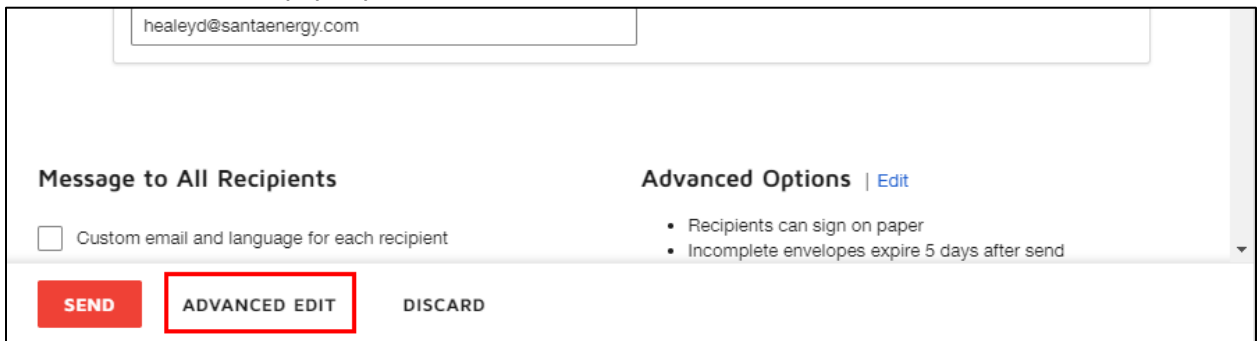 healeyd@santaenergy.com
Message to All Recipients
Custom email and language for each recipient
Advanced Options | Edit
• Recipients can sign on paper
• Incomplete envelopes expire 5 days after send
SEND ADVANCED EDIT DISCARD